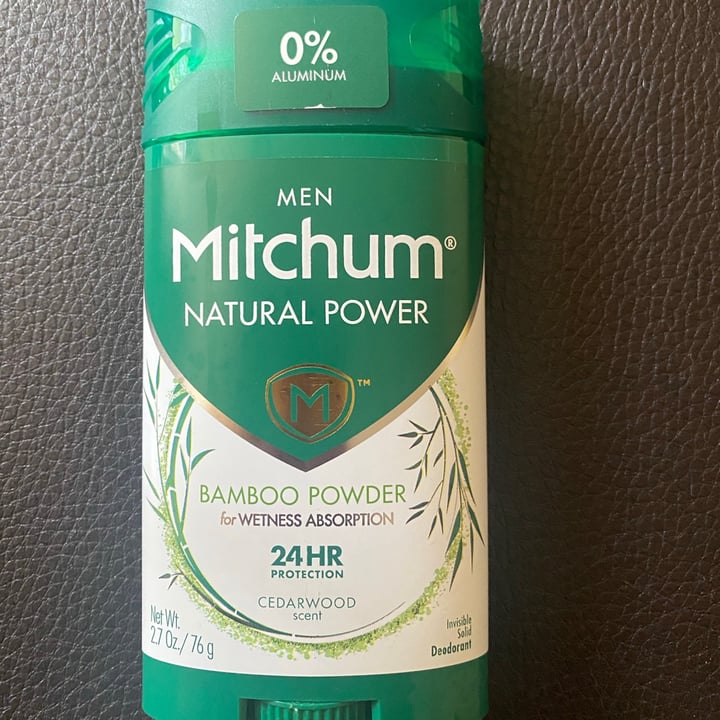 0%
ALUMINUM
MEN
Mitchum®
NATURAL POWER
M™
BAMBOO POWDER
for WETNESS ABSORPTION
24HR
PROTECTION
CEDARWOOD
scent
Net Wt.
2.7 Oz./76 g
Invisible
Solid
Deodorant